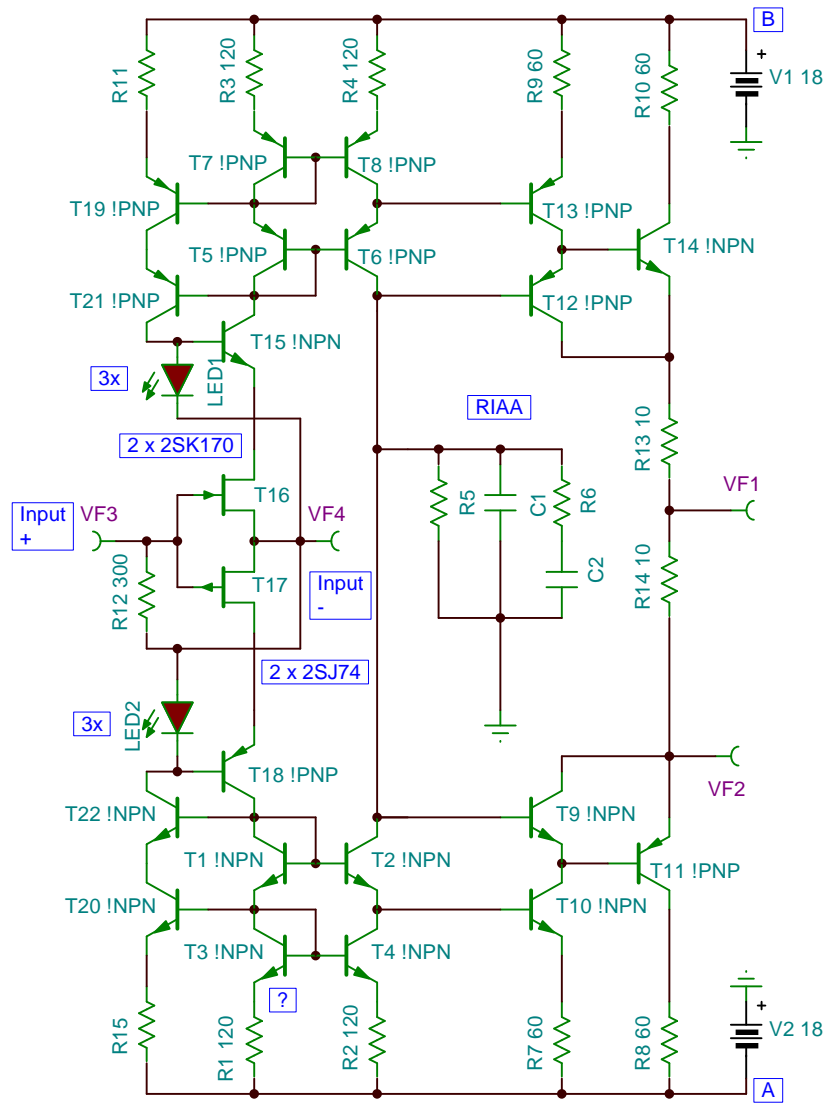 B
R11
R3 120
R4 120
R9 60
R10 60
+
V1 18
T7 !PNP
T8 !PNP
T19 !PNP
T13 !PNP
T5 !PNP
T6 !PNP
T14 !NPN
T21 !PNP
T12 !PNP
T15 !NPN
3x
LED1
RIAA
2 x 2SK170
R13 10
T16
R5
C1
R6
Input
+
VF3
VF4
VF1
R12 300
T17
Input
-
C2
R14 10
2 x 2SJ74
3x
LED2
T18 !PNP
VF2
T22 !NPN
T9 !NPN
T1 !NPN
T2 !NPN
T11 !PNP
T20 !NPN
T10 !NPN
T3 !NPN
T4 !NPN
?
R15
R1 120
R2 120
R7 60
R8 60
+
V2 18
A